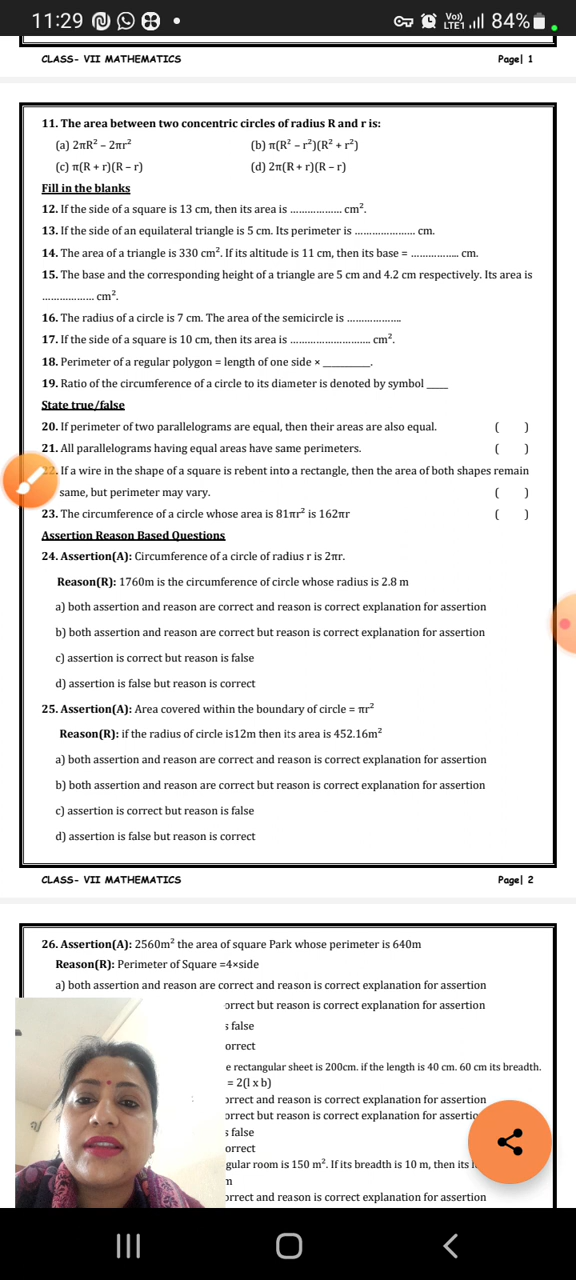 11:29
Vo)) LTE1 84%
CLASS- VII MATHEMATICS Page| 1
11. The area between two concentric circles of radius R and r is:
(a) 2πR² – 2πr² (b) π(R² – r²)(R² + r²)
(c) π(R + r)(R – r) (d) 2π(R + r)(R – r)
Fill in the blanks
12. If the side of a square is 13 cm, then its area is .................. cm².
13. If the side of an equilateral triangle is 5 cm. Its perimeter is ..................... cm.
14. The area of a triangle is 330 cm². If its altitude is 11 cm, then its base = ................. cm.
15. The base and the corresponding height of a triangle are 5 cm and 4.2 cm respectively. Its area is
.................. cm².
16. The radius of a circle is 7 cm. The area of the semicircle is ...................
17. If the side of a square is 10 cm, then its area is ............................ cm².
18. Perimeter of a regular polygon = length of one side × _________.
19. Ratio of the circumference of a circle to its diameter is denoted by symbol ____
State true/false
20. If perimeter of two parallelograms are equal, then their areas are also equal. ( )
21. All parallelograms having equal areas have same perimeters. ( )
22. If a wire in the shape of a square is rebent into a rectangle, then the area of both shapes remain
same, but perimeter may vary. ( )
23. The circumference of a circle whose area is 81πr² is 162πr ( )
Assertion Reason Based Questions
24. Assertion(A): Circumference of a circle of radius r is 2πr.
Reason(R): 1760m is the circumference of circle whose radius is 2.8 m
a) both assertion and reason are correct and reason is correct explanation for assertion
b) both assertion and reason are correct but reason is correct explanation for assertion
c) assertion is correct but reason is false
d) assertion is false but reason is correct
25. Assertion(A): Area covered within the boundary of circle = πr²
Reason(R): if the radius of circle is12m then its area is 452.16m²
a) both assertion and reason are correct and reason is correct explanation for assertion
b) both assertion and reason are correct but reason is correct explanation for assertion
c) assertion is correct but reason is false
d) assertion is false but reason is correct
CLASS- VII MATHEMATICS Page| 2
26. Assertion(A): 2560m² the area of square Park whose perimeter is 640m
Reason(R): Perimeter of Square =4×side
a) both assertion and reason are correct and reason is correct explanation for assertion
orrect but reason is correct explanation for assertion
s false
orrect
e rectangular sheet is 200cm. if the length is 40 cm. 60 cm its breadth.
= 2(l x b)
orrect and reason is correct explanation for assertion
orrect but reason is correct explanation for assertio
s false
orrect
gular room is 150 m². If its breadth is 10 m, then its
m
orrect and reason is correct explanation for assertion